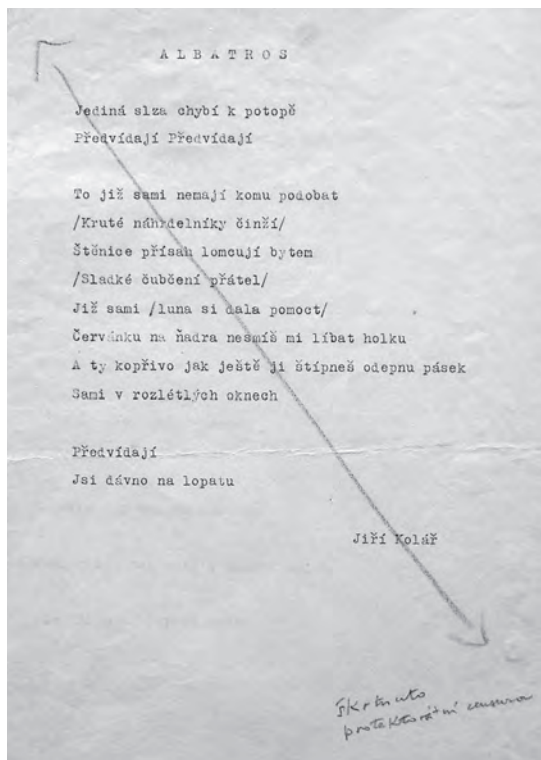 ALBATROS
Jediná slza chybí k potopě
Předvídají Předvídají
To již sami nemají komu podobat
/Kruté náhrdelníky činží/
Štěnice přísah lomcují bytem
/Sladké čubčení přátel/
Již sami /luna si dala pomoct/
Červánku na ňadra nesmíš mi líbat holku
A ty kopřivo jak ještě ji štípneš odepnu pásek
Sami v rozlétlých oknech
Předvídají
Jsi dávno na lopatu
Jiří Kolář
škrtnuto
protektorátní censurou